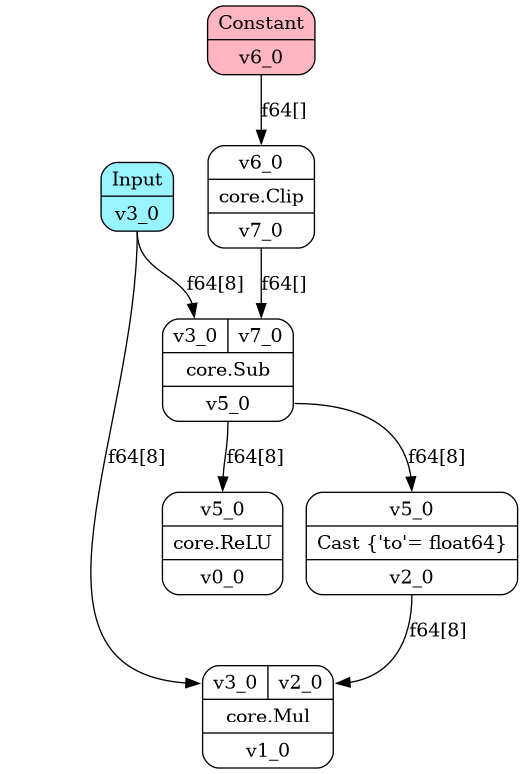 Constant
v6_0
f64[]
v6_0
core.Clip
v7_0
Input
v3_0
f64[8]
f64[]
v3_0 v7_0
core.Sub
v5_0
f64[8]
f64[8]
f64[8]
v5_0
core.ReLU
v0_0
v5_0
Cast {'to'= float64}
v2_0
f64[8]
v3_0 v2_0
core.Mul
v1_0